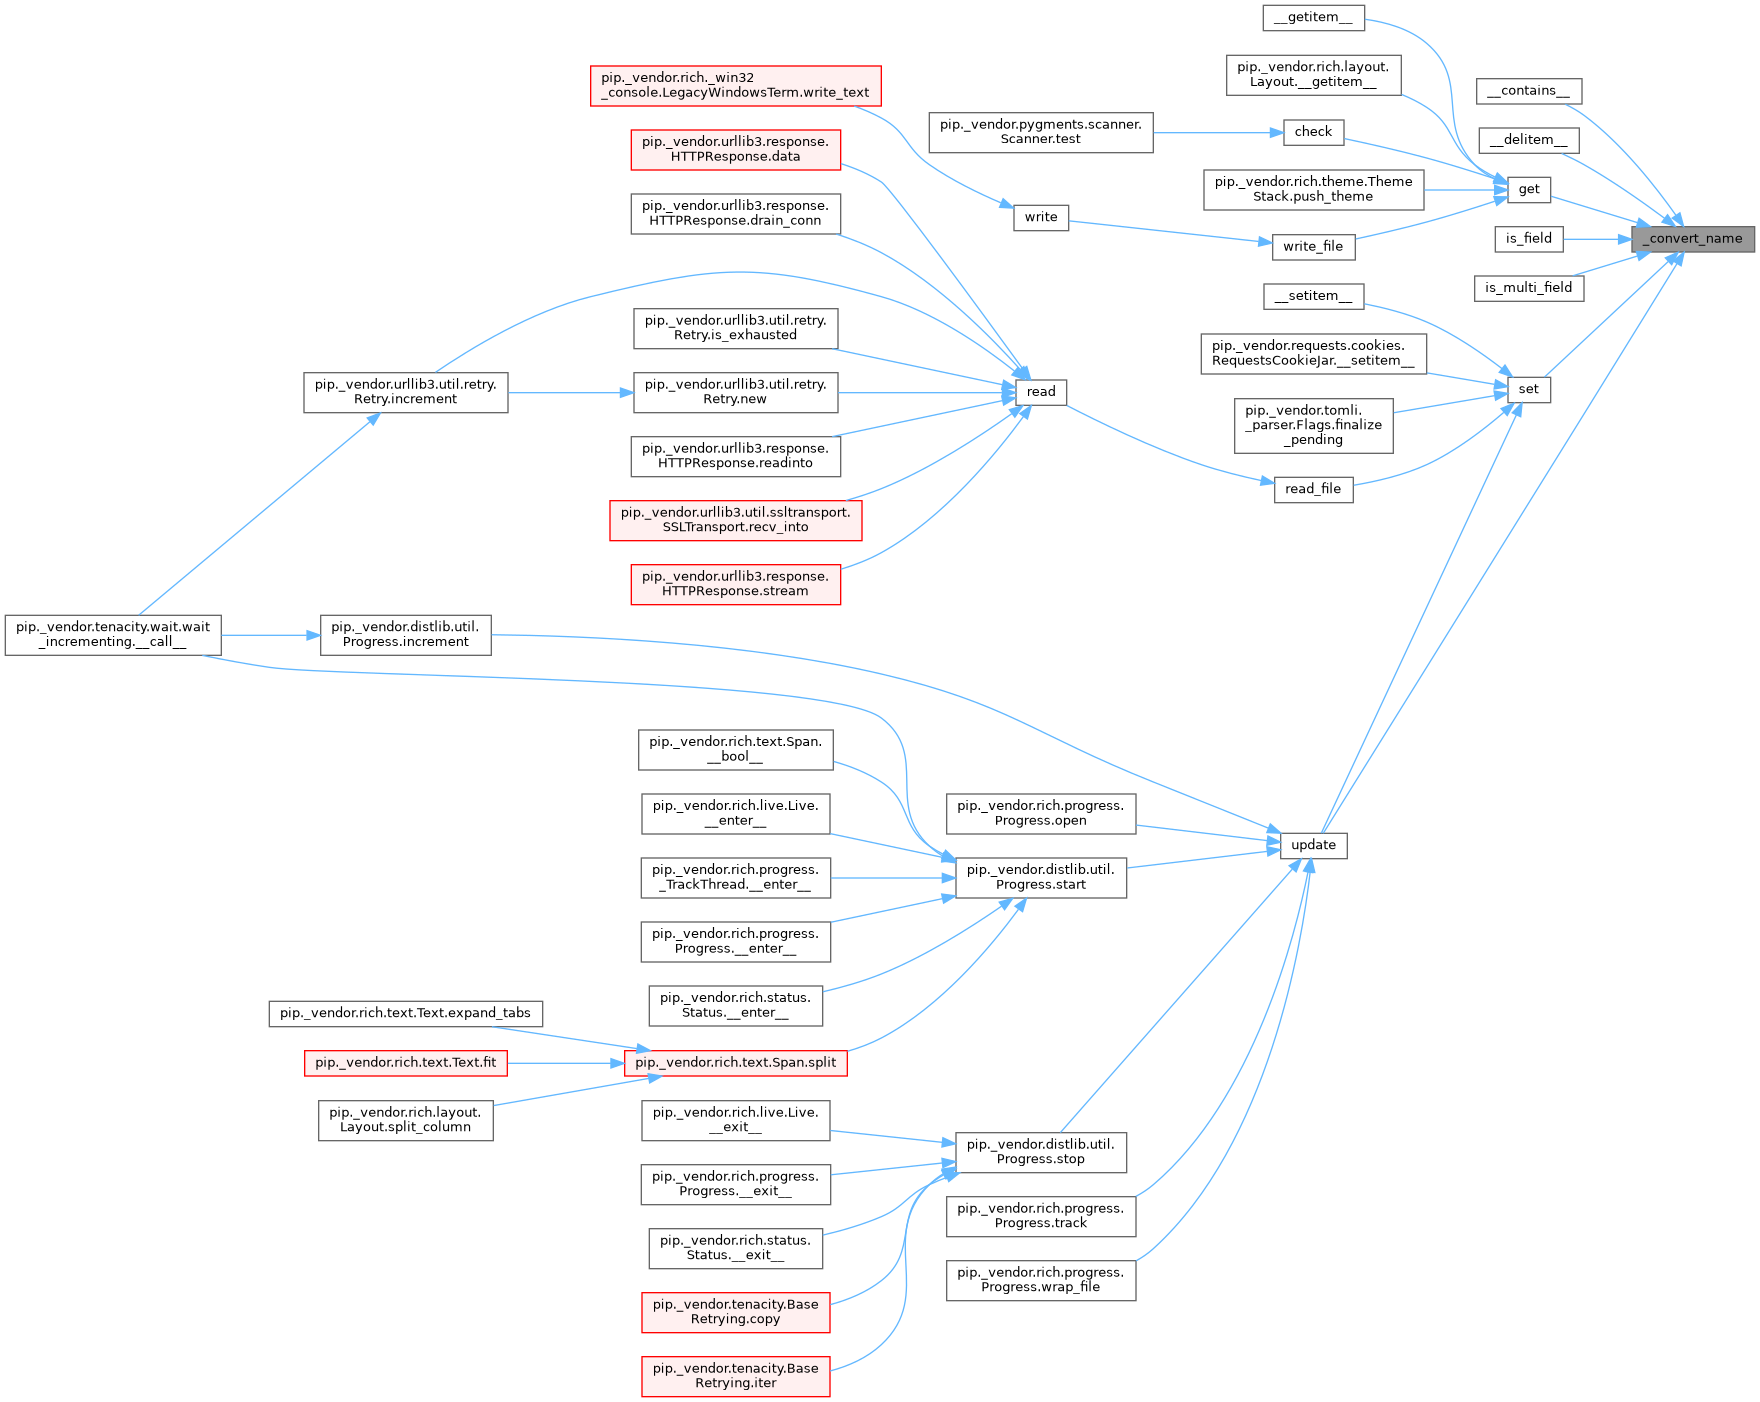 __getitem__
pip._vendor.rich.layout.
Layout.__getitem__
pip._vendor.rich._win32
_console.LegacyWindowsTerm.write_text
__contains__
pip._vendor.pygments.scanner.
Scanner.test
check
__delitem__
pip._vendor.urllib3.response.
HTTPResponse.data
pip._vendor.rich.theme.Theme
Stack.push_theme
get
pip._vendor.urllib3.response.
HTTPResponse.drain_conn
write
write_file
is_field
_convert_name
is_multi_field
__setitem__
pip._vendor.urllib3.util.retry.
Retry.is_exhausted
pip._vendor.requests.cookies.
RequestsCookieJar.__setitem__
pip._vendor.urllib3.util.retry.
Retry.increment
pip._vendor.urllib3.util.retry.
Retry.new
read
set
pip._vendor.tomli.
_parser.Flags.finalize
_pending
pip._vendor.urllib3.response.
HTTPResponse.readinto
read_file
pip._vendor.urllib3.util.ssltransport.
SSLTransport.recv_into
pip._vendor.urllib3.response.
HTTPResponse.stream
pip._vendor.tenacity.wait.wait
_incrementing.__call__
pip._vendor.distlib.util.
Progress.increment
pip._vendor.rich.text.Span.
__bool__
pip._vendor.rich.live.Live.
__enter__
pip._vendor.rich.progress.
Progress.open
update
pip._vendor.rich.progress.
_TrackThread.__enter__
pip._vendor.distlib.util.
Progress.start
pip._vendor.rich.progress.
Progress.__enter__
pip._vendor.rich.status.
Status.__enter__
pip._vendor.rich.text.Text.expand_tabs
pip._vendor.rich.text.Text.fit
pip._vendor.rich.text.Span.split
pip._vendor.rich.layout.
Layout.split_column
pip._vendor.rich.live.Live.
__exit__
pip._vendor.distlib.util.
Progress.stop
pip._vendor.rich.progress.
Progress.__exit__
pip._vendor.rich.progress.
Progress.track
pip._vendor.rich.status.
Status.__exit__
pip._vendor.rich.progress.
Progress.wrap_file
pip._vendor.tenacity.Base
Retrying.copy
pip._vendor.tenacity.Base
Retrying.iter